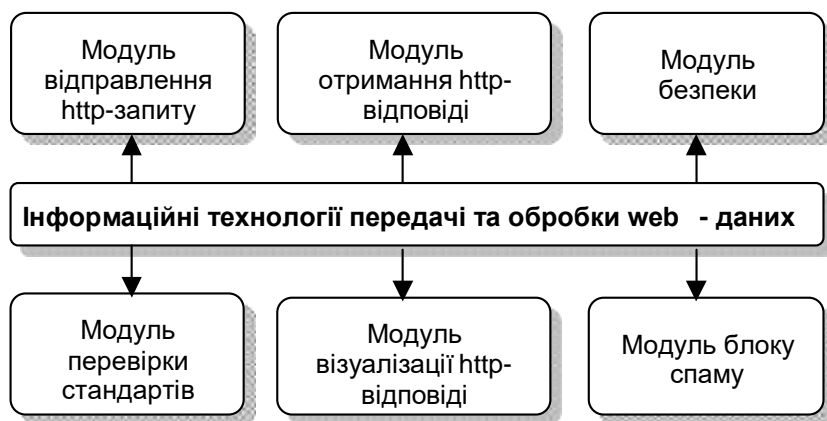 Модуль
відправлення
http-запиту
Модуль
отримання http-
відповіді
Модуль
безпеки
Інформаційні технології передачі та обробки web - даних
Модуль
перевірки
стандартів
Модуль
візуалізації http-
відповіді
Модуль блоку
спаму